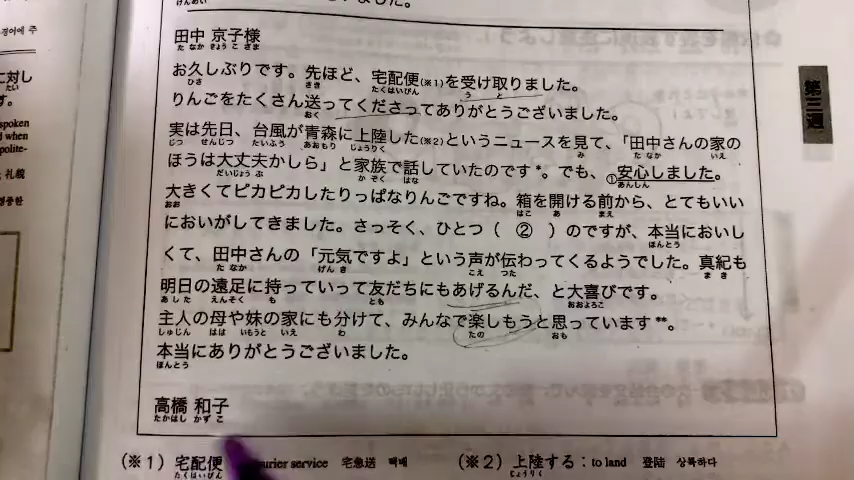 田中 京子様
お久しぶりです。先ほど、宅配便(※1)を受け取りました。
りんごをたくさん送ってくださってありがとうございました。
実は先日、台風が青森に上陸した(※2)というニュースを見て、「田中さんの家の
ほうは大丈夫かしら」と家族で話していたのです*。でも、①安心しました。
大きくてピカピカしたりっぱなりんごですね。箱を開ける前から、とてもいい
においがしてきました。さっそく、ひとつ( ② )のですが、本当においし
くて、田中さんの「元気ですよ」という声が伝わってくるようでした。真紀も
明日の遠足に持っていって友だちにもあげるんだ、と大喜びです。
主人の母や妹の家にも分けて、みんなで楽しもうと思っています**。
本当にありがとうございました。
高橋 和子
(※1) 宅配便 courier service 宅急送 택배 (※2) 上陸する:to land 登陆 상륙하다
第三週